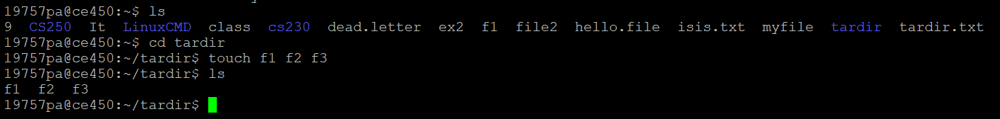 19757pa@ce450:~$ ls
9  CS250  It  LinuxCMD  class  cs230  dead.letter  ex2  f1  file2  hello.file  isis.txt  myfile  tardir  tardir.txt
19757pa@ce450:~$ cd tardir
19757pa@ce450:~/tardir$ touch f1 f2 f3
19757pa@ce450:~/tardir$ ls
f1  f2  f3
19757pa@ce450:~/tardir$